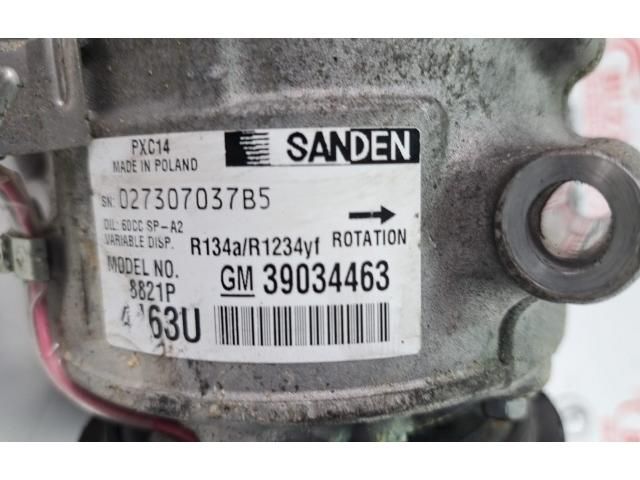 PXC14
MADE IN POLAND
SANDEN
SN: 027307037B5
OIL: 60CC SP-A2
VARIABLE DISP. R134a/R1234yf ROTATION
MODEL NO.
8821P
GM 39034463
63U